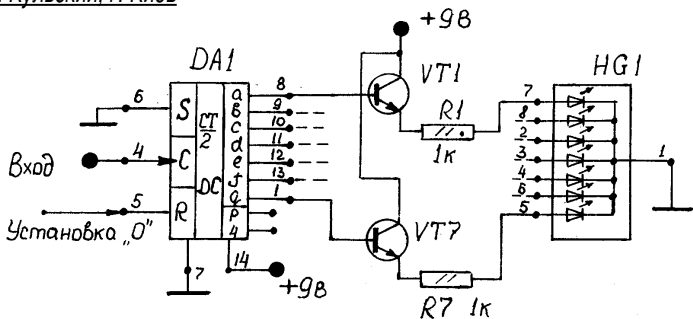 +9В
DA1
VT1
HG1
6
S
CT
2
DC
a
8
b
9
c
10
d
11
e
12
f
13
g
1
P
4
R1
1к
7
8
2
3
4
6
5
1
Вход
4
C
5
R
Установка „0"
7
14
+9В
VT7
R7 1к